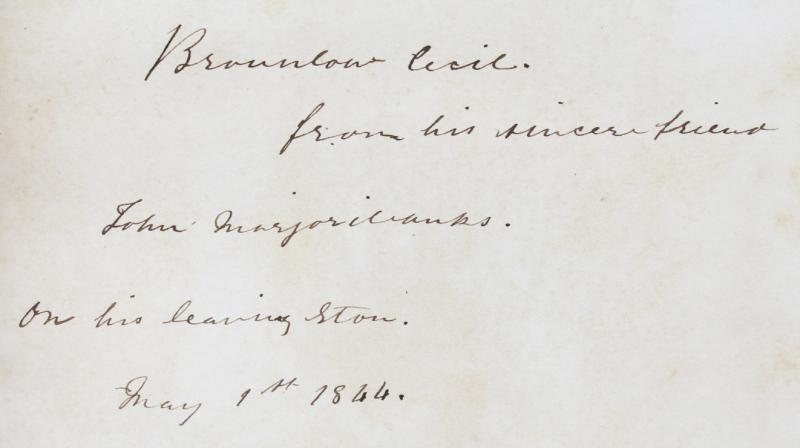 Brownlow Cecil.
from his sincere friend
John Marjoribanks.
On his leaving Eton.
May 1st 1844.